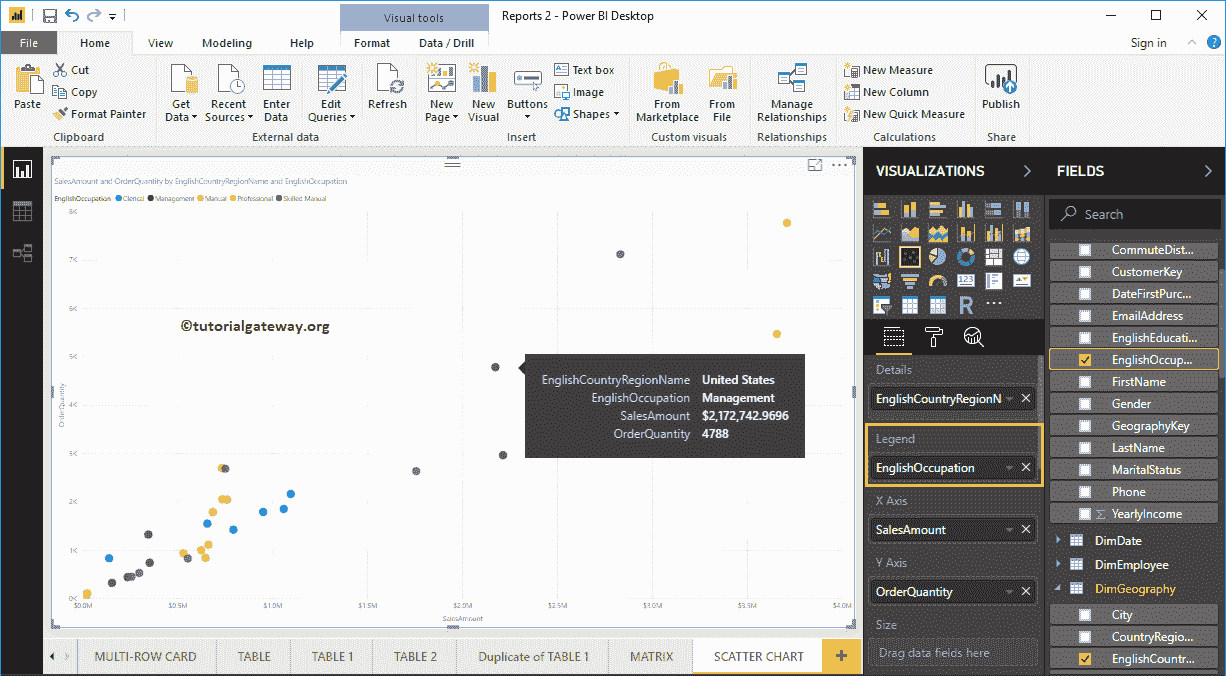 Visual tools
Reports 2 - Power BI Desktop
File
Home
View
Modeling
Help
Format
Data / Drill
Sign in
Paste
Cut
Copy
Format Painter
Clipboard
Get Data
Recent Sources
Enter Data
Edit Queries
External data
Refresh
New Page
New Visual
Buttons
Text box
Image
Shapes
Insert
From Marketplace
From File
Custom visuals
Manage Relationships
Relationships
New Measure
New Column
New Quick Measure
Calculations
Publish
Share
SalesAmount and OrderQuantity by EnglishCountryRegionName and EnglishOccupation
EnglishOccupation Clerical Management Manual Professional Skilled Manual
8K
7K
6K
5K
4K
3K
2K
1K
0K
OrderQuantity
©tutorialgateway.org
EnglishCountryRegionName United States
EnglishOccupation Management
SalesAmount $2,172,742.9696
OrderQuantity 4788
$0.0M $0.5M $1.0M $1.5M $2.0M $2.5M $3.0M $3.5M $4.0M
SalesAmount
MULTI-ROW CARD
TABLE
TABLE 1
TABLE 2
Duplicate of TABLE 1
MATRIX
SCATTER CHART
+
VISUALIZATIONS
123
R
Details
EnglishCountryRegionN
Legend
EnglishOccupation
X Axis
SalesAmount
Y Axis
OrderQuantity
Size
Drag data fields here
FIELDS
Search
CommuteDist...
CustomerKey
DateFirstPurc...
EmailAddress
EnglishEducati...
EnglishOccup...
FirstName
Gender
GeographyKey
LastName
MaritalStatus
Phone
Σ YearlyIncome
DimDate
DimEmployee
DimGeography
City
CountryRegio...
EnglishCountr...